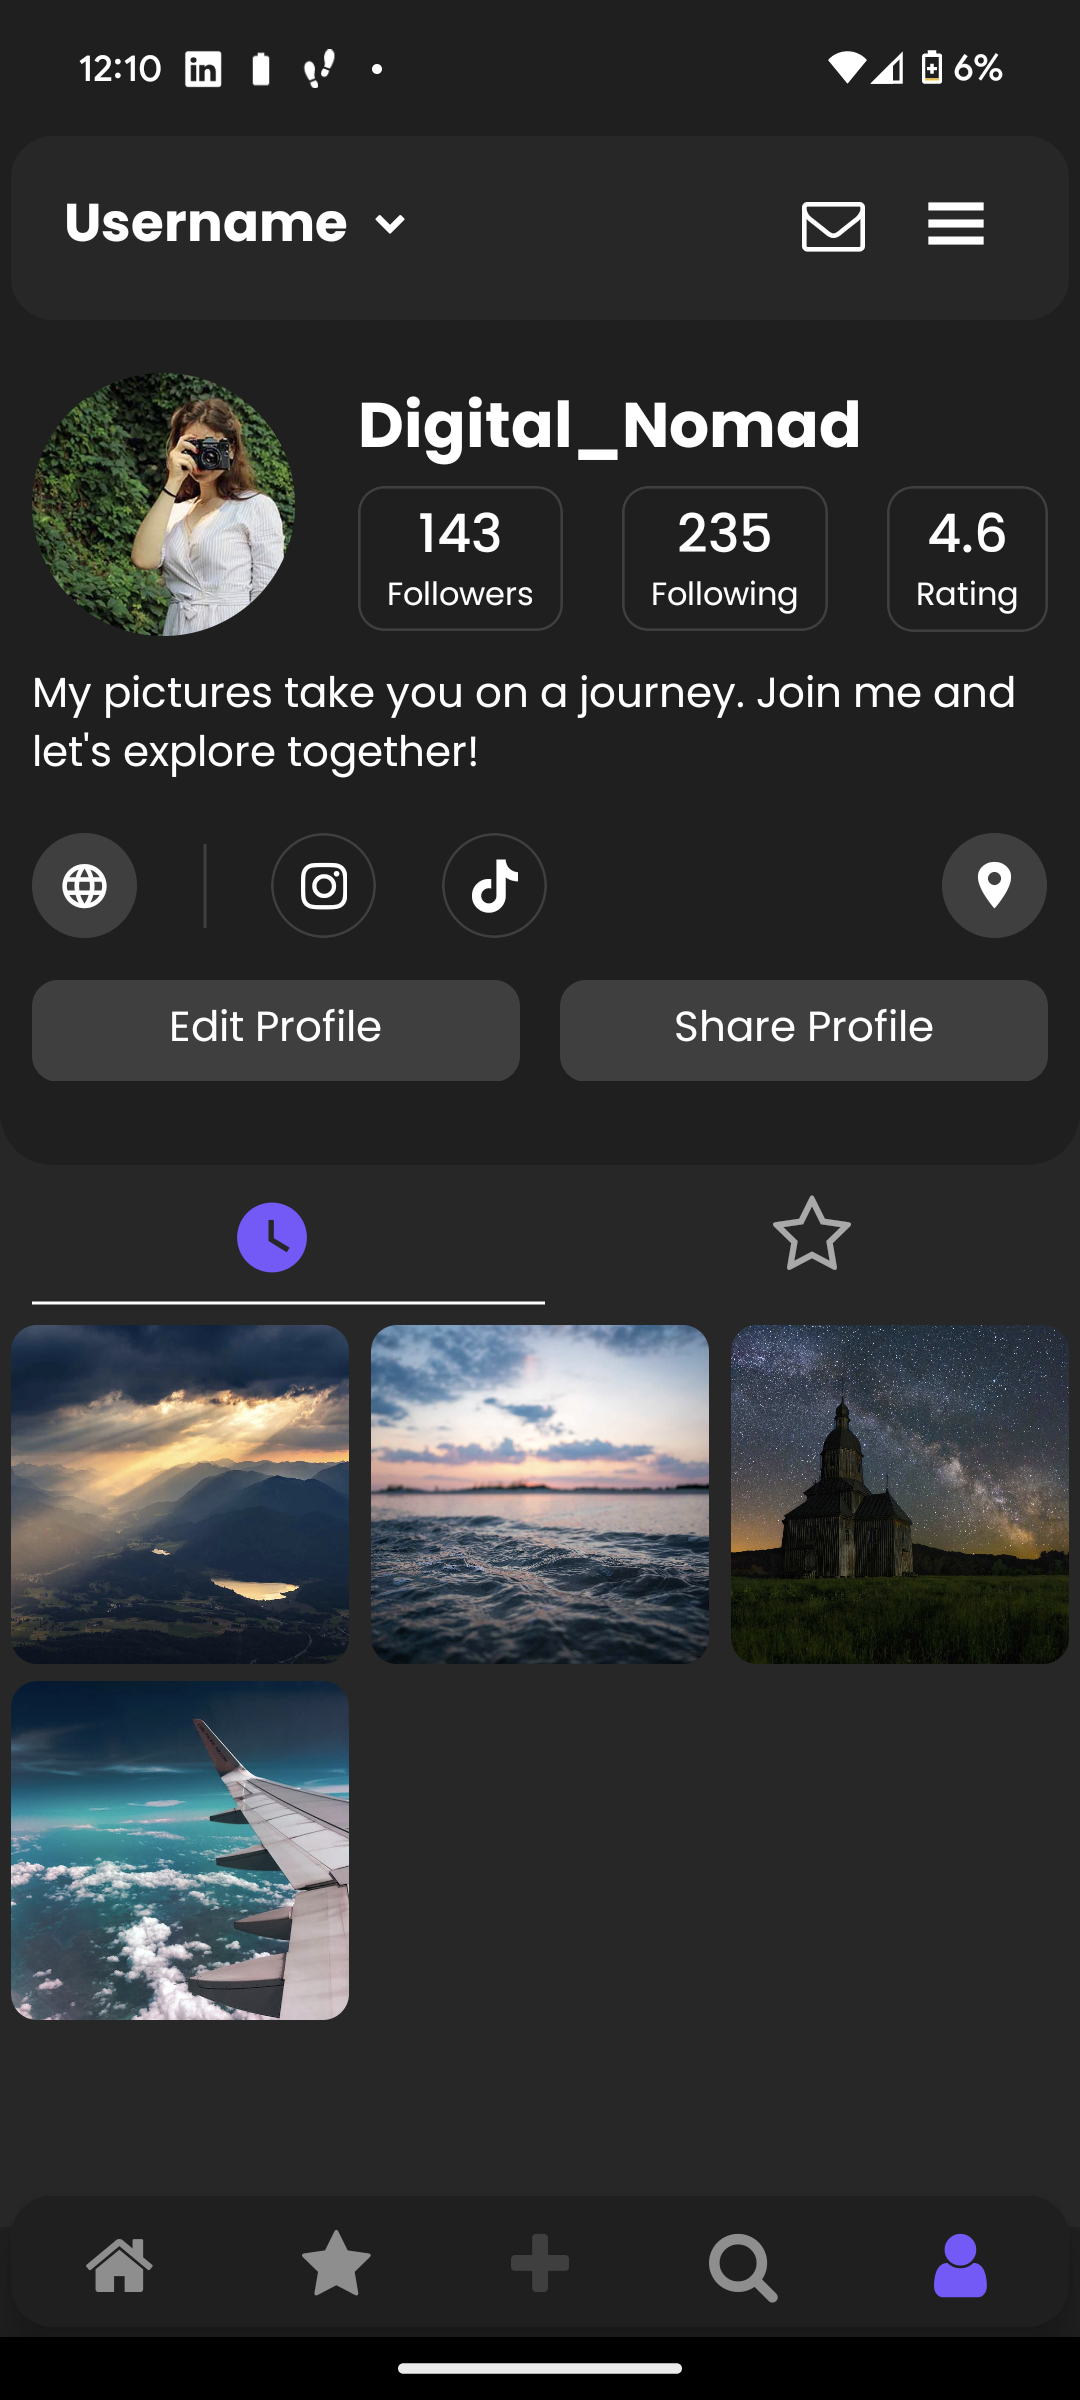 12:10 in 6%
Username
Digital_Nomad
143 235 4.6
Followers Following Rating
My pictures take you on a journey. Join me and
let's explore together!
Edit Profile Share Profile